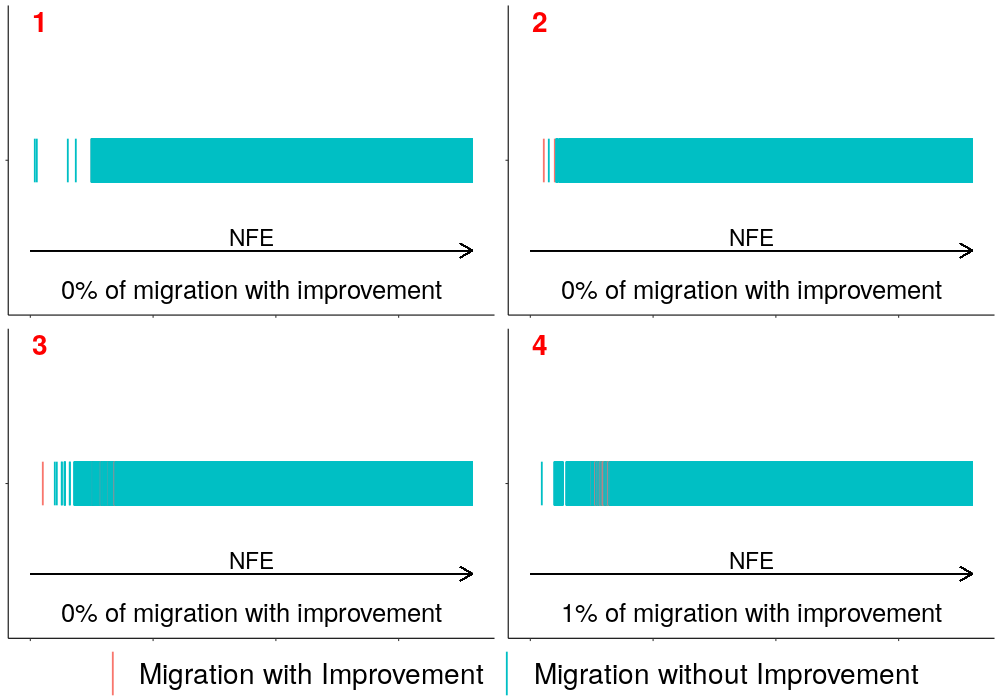 1
NFE
0% of migration with improvement
2
NFE
0% of migration with improvement
3
NFE
0% of migration with improvement
4
NFE
1% of migration with improvement
Migration with Improvement
Migration without Improvement